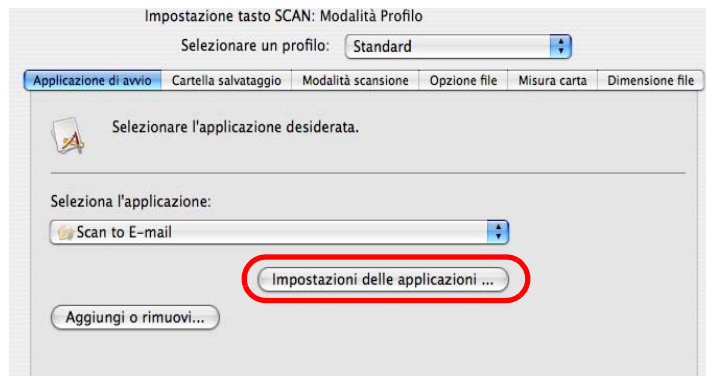 Impostazione tasto SCAN: Modalità Profilo
Selezionare un profilo: Standard
Applicazione di avvio Cartella salvataggio Modalità scansione Opzione file Misura carta Dimensione file
Selezionare l'applicazione desiderata.
Seleziona l'applicazione:
Scan to E-mail
Impostazioni delle applicazioni ...
Aggiungi o rimuovi...